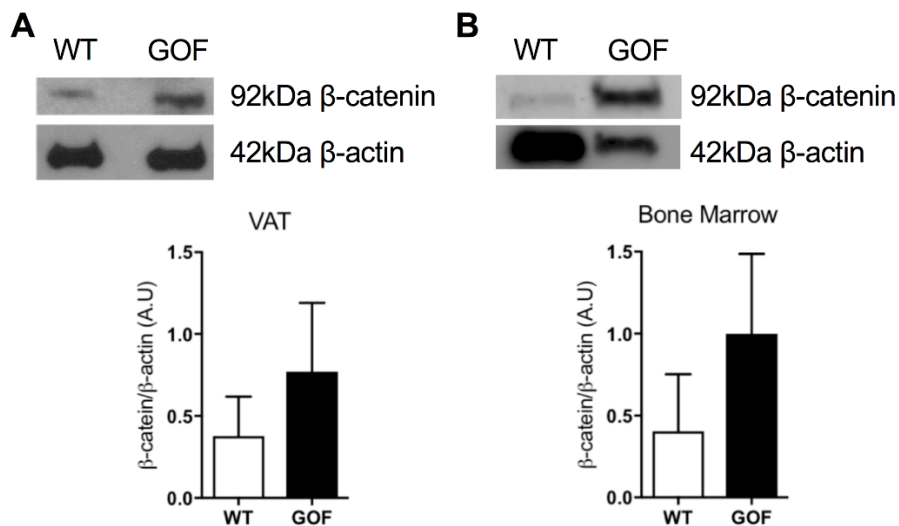 A
WT GOF
92kDa β-catenin
42kDa β-actin
VAT
β-catein/β-actin (A.U)
1.5
1.0
0.5
0.0
WT GOF
B
WT GOF
92kDa β-catenin
42kDa β-actin
Bone Marrow
β-catein/β-actin (A.U)
1.5
1.0
0.5
0.0
WT GOF